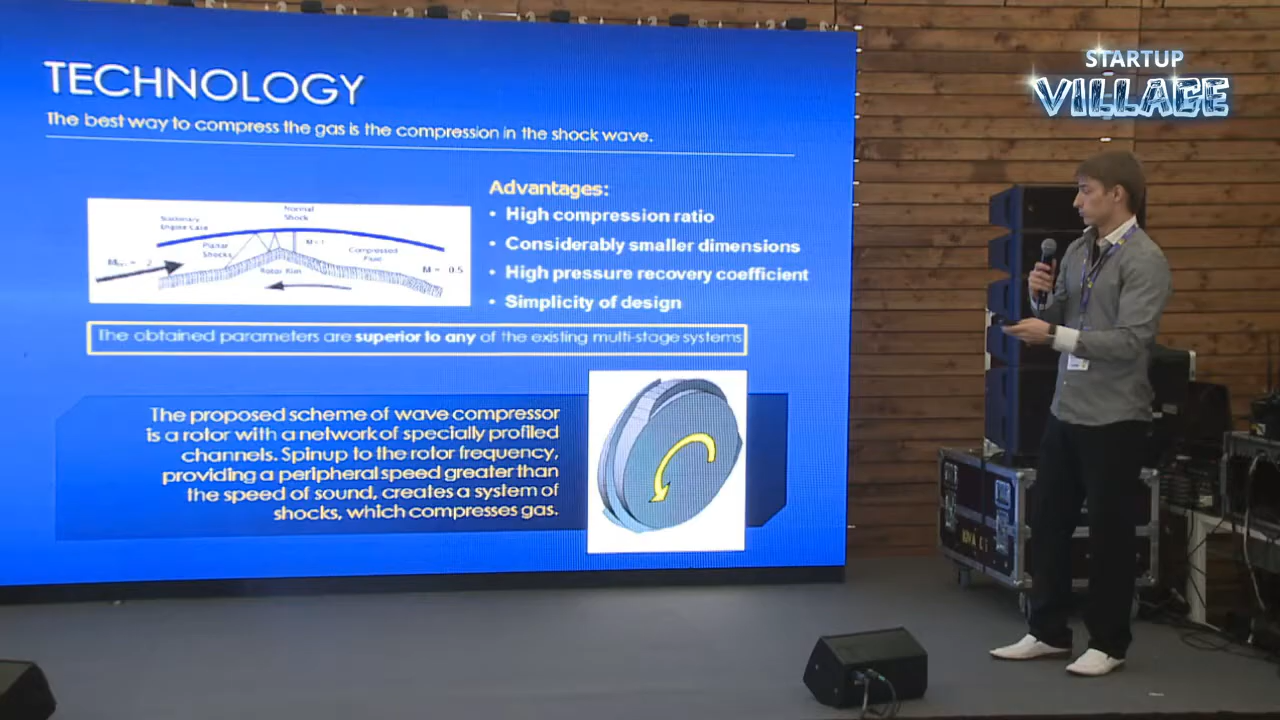 STARTUP
VILLAGE
TECHNOLOGY
The best way to compress the gas is the compression in the shock wave.
Stationary
Engine Case
Normal
Shock
Planar
Shocks
M = 1
Compressed
Fluid
Rotor Rim
M = 0.5
Advantages:
• High compression ratio
• Considerably smaller dimensions
• High pressure recovery coefficient
• Simplicity of design
The obtained parameters are superior to any of the existing multi-stage systems
The proposed scheme of wave compressor
is a rotor with a network of specially profiled
channels. Spinup to the rotor frequency,
providing a peripheral speed greater than
the speed of sound, creates a system of
shocks, which compresses gas.